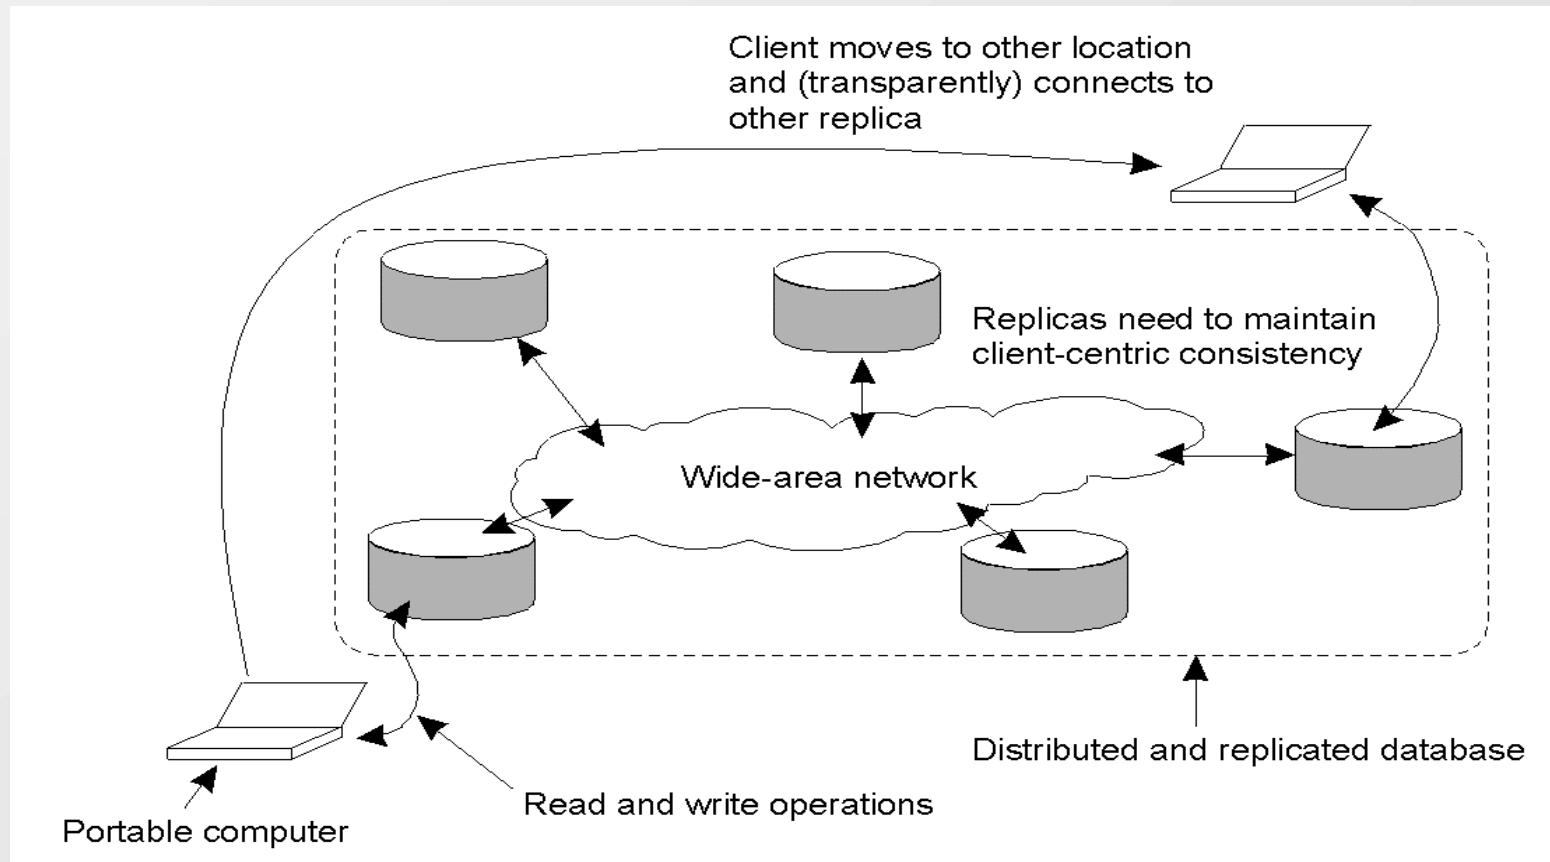 Client moves to other location
and (transparently) connects to
other replica
Replicas need to maintain
client-centric consistency
Wide-area network
Distributed and replicated database
Read and write operations
Portable computer